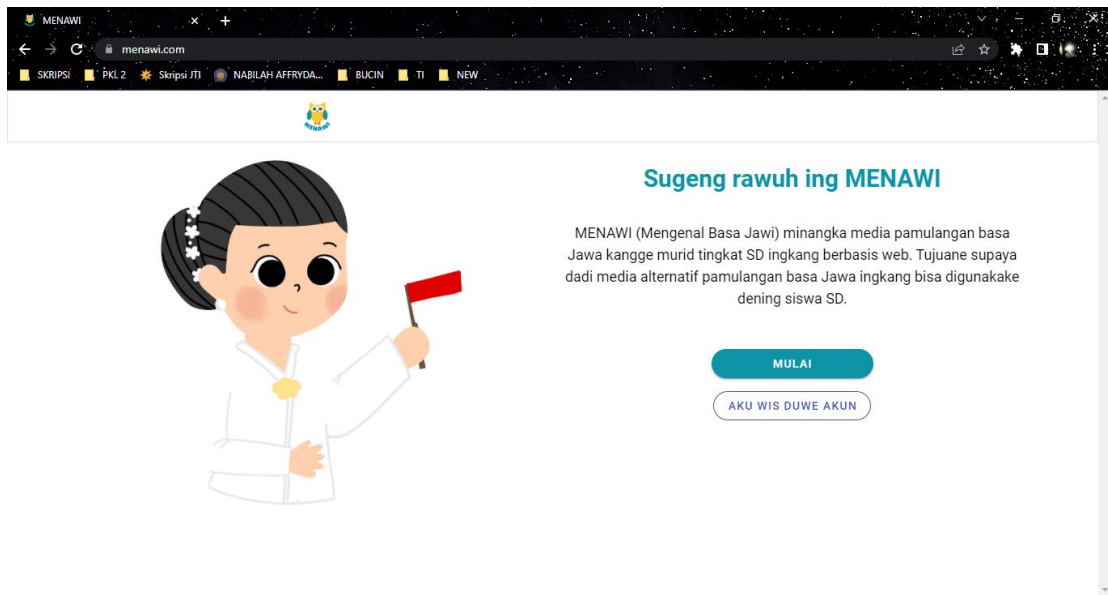 MENAWI
menawi.com
SKRIPSI PKL 2 Skripsi JTI NABILAH AFFRYDA... BUCIN TI NEW
MENAWI
Sugeng rawuh ing MENAWI
MENAWI (Mengenal Basa Jawi) minangka media pamulangan basa
Jawa kangge murid tingkat SD ingkang berbasis web. Tujuane supaya
dadi media alternatif pamulangan basa Jawa ingkang bisa digunakake
dening siswa SD.
MULAI
AKU WIS DUWE AKUN